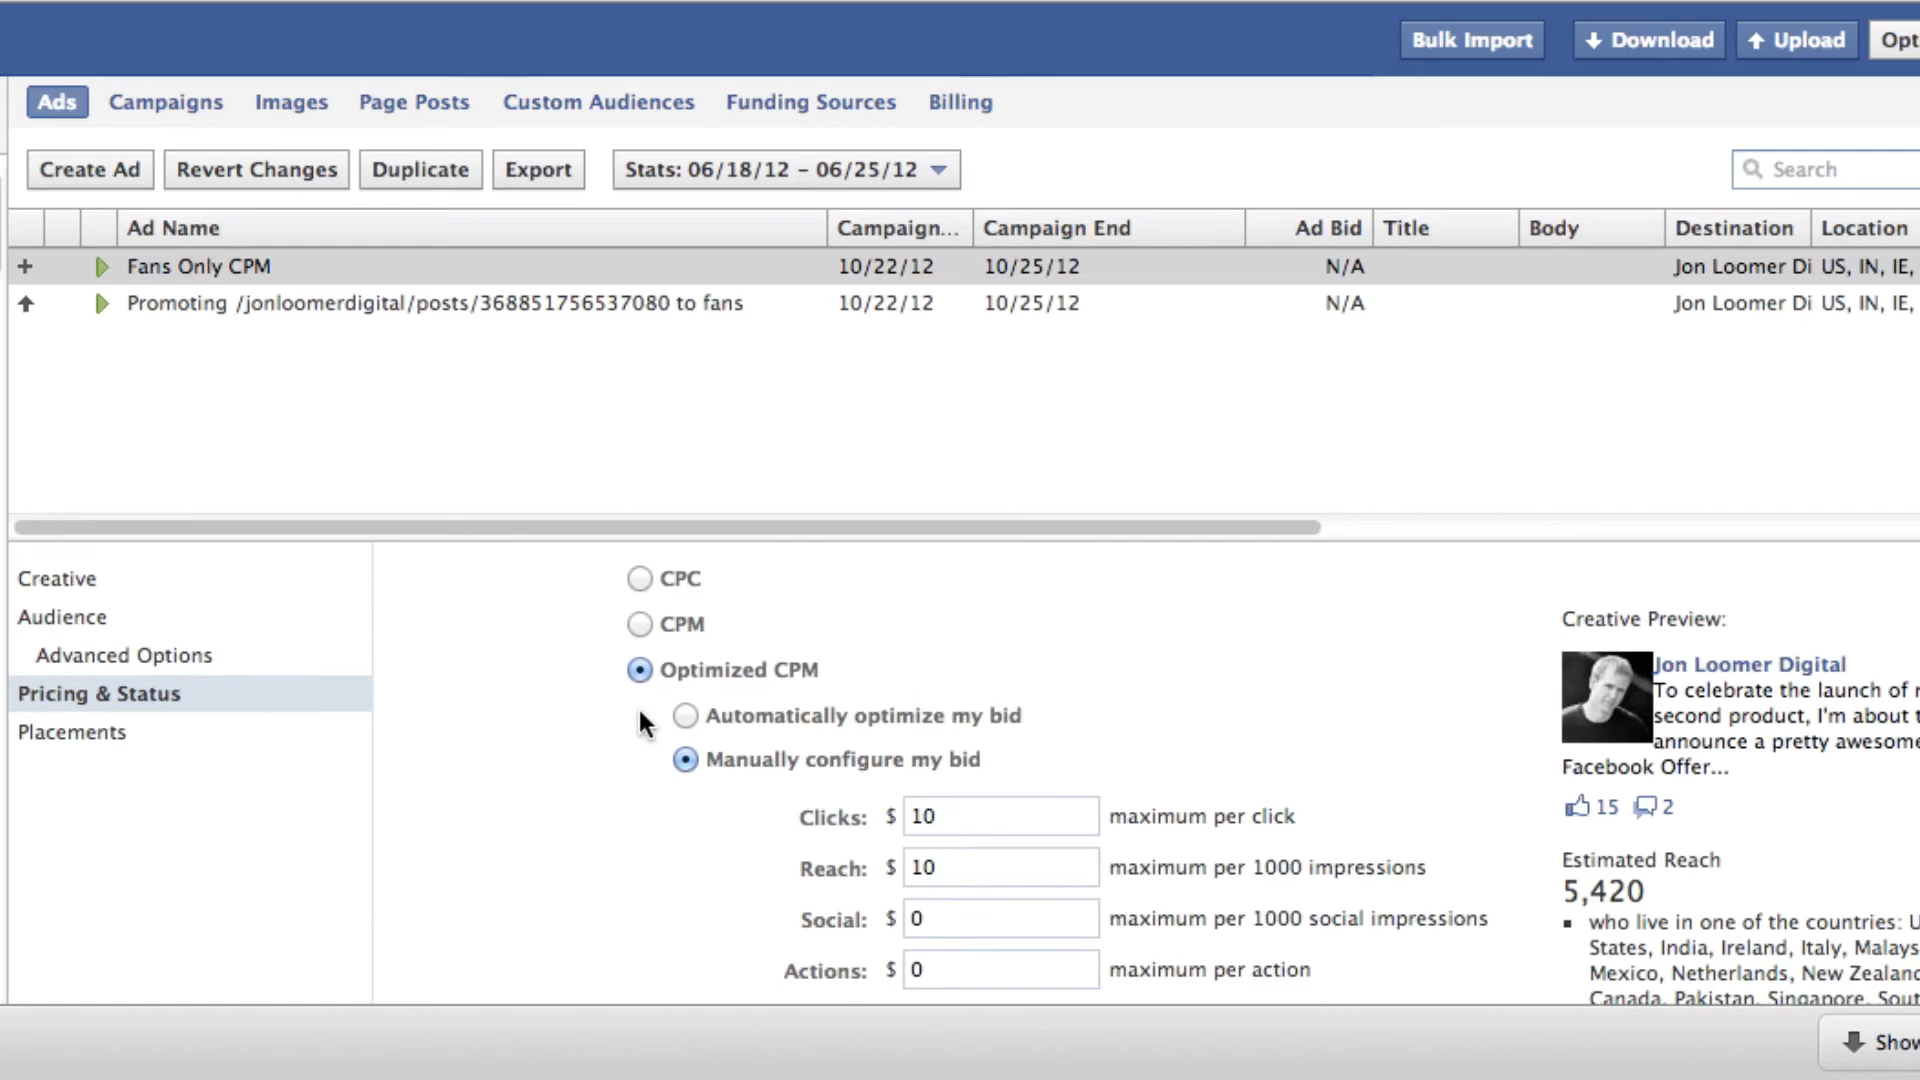 Bulk Import Download Upload Opt
Ads Campaigns Images Page Posts Custom Audiences Funding Sources Billing
Create Ad Revert Changes Duplicate Export Stats: 06/18/12 – 06/25/12 Search
Ad Name Campaign... Campaign End Ad Bid Title Body Destination Location
Fans Only CPM 10/22/12 10/25/12 N/A Jon Loomer Di US, IN, IE,
Promoting /jonloomerdigital/posts/368851756537080 to fans 10/22/12 10/25/12 N/A Jon Loomer Di US, IN, IE,
Creative
Audience
Advanced Options
Pricing & Status
Placements
CPC
CPM
Optimized CPM
Automatically optimize my bid
Manually configure my bid
Clicks: $ 10 maximum per click
Reach: $ 10 maximum per 1000 impressions
Social: $ 0 maximum per 1000 social impressions
Actions: $ 0 maximum per action
Creative Preview:
Jon Loomer Digital
To celebrate the launch of
second product, I'm about
announce a pretty awesome
Facebook Offer...
15 2
Estimated Reach
5,420
who live in one of the countries: U
States, India, Ireland, Italy, Malays
Mexico, Netherlands, New Zealand
Canada, Pakistan, Singapore, Sout
Show